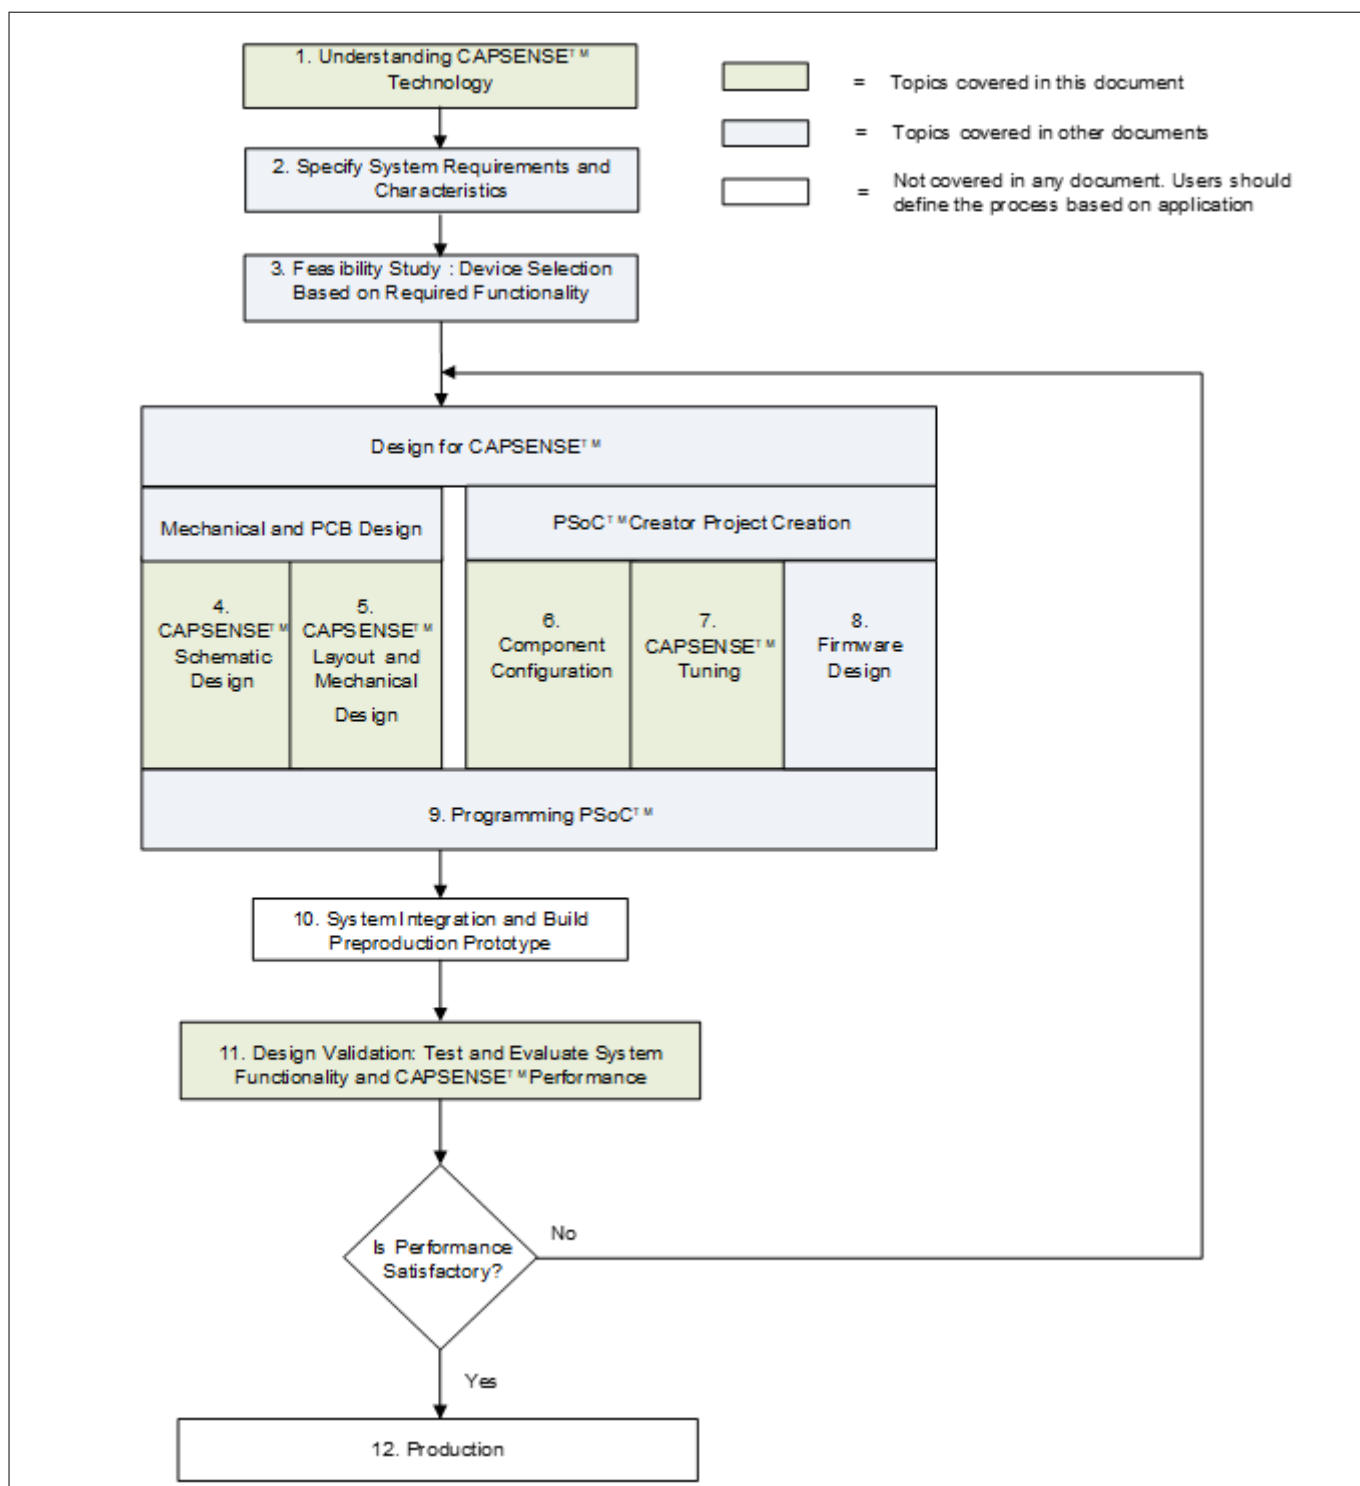 1. Understanding CAPSENSE™
Technology
= Topics covered in this document
= Topics covered in other documents
= Not covered in any document. Users should
define the process based on application
2. Specify System Requirements and
Characteristics
3. Feasibility Study : Device Selection
Based on Required Functionality
Design for CAPSENSE™
Mechanical and PCB Design
PSoC™ Creator Project Creation
4.
CAPSENSE™
Schematic
Design
5.
CAPSENSE™
Layout and
Mechanical
Design
6.
Component
Configuration
7.
CAPSENSE™
Tuning
8.
Firmware
Design
9. Programming PSoC™
10. System Integration and Build
Preproduction Prototype
11. Design Validation: Test and Evaluate System
Functionality and CAPSENSE™ Performance
Is Performance
Satisfactory?
No
Yes
12. Production